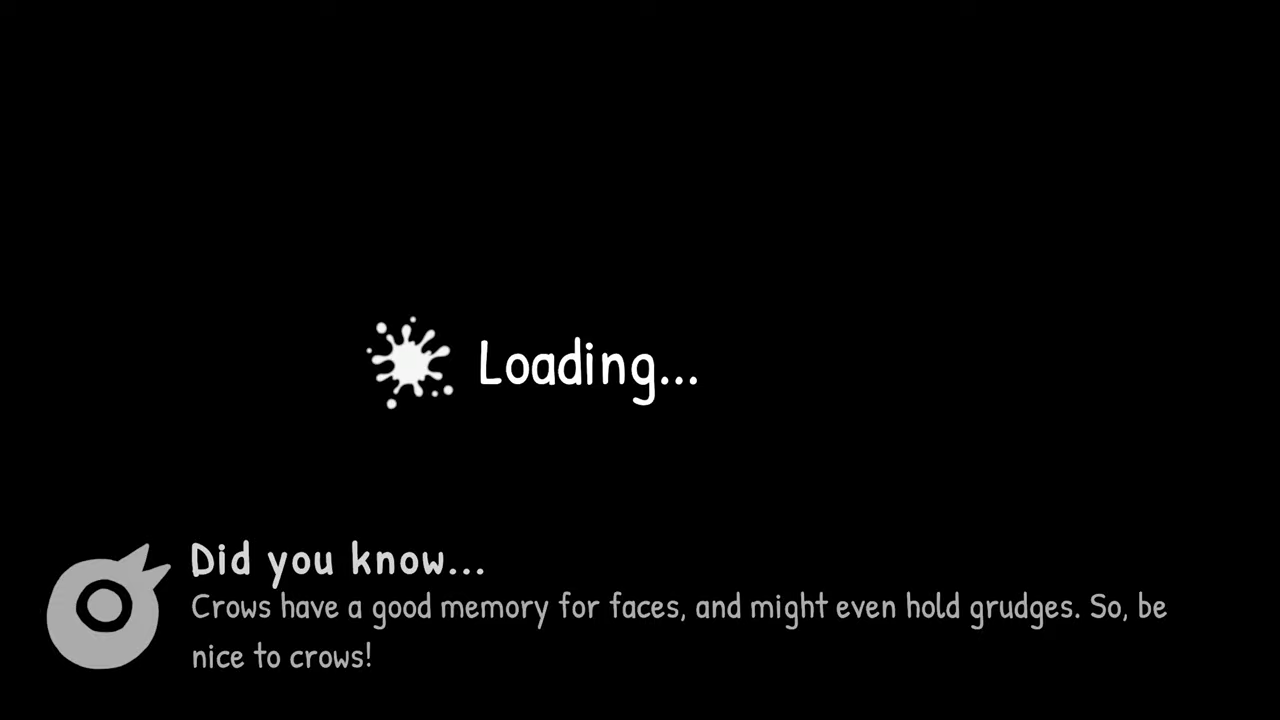 Loading...
Did you know...
Crows have a good memory for faces, and might even hold grudges. So, be
nice to crows!